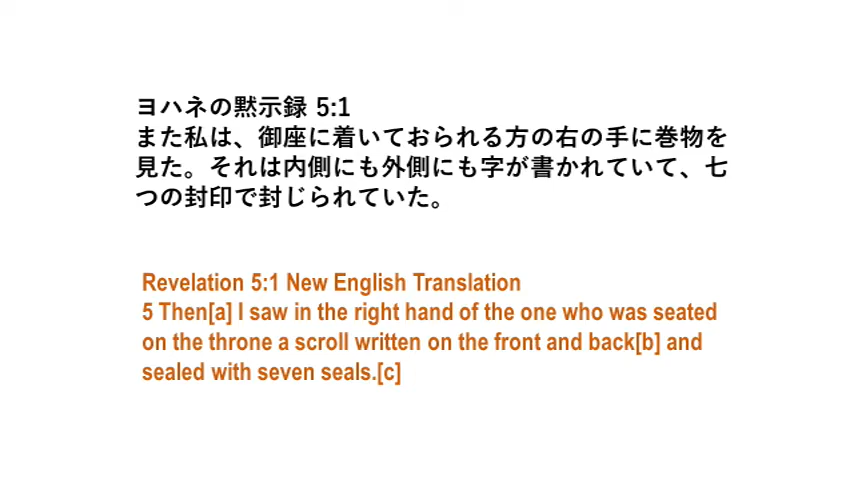 ヨハネの黙示録 5:1
また私は、御座に着いておられる方の右の手に巻物を
見た。それは内側にも外側にも字が書かれていて、七
つの封印で封じられていた。
Revelation 5:1 New English Translation
5 Then[a] I saw in the right hand of the one who was seated
on the throne a scroll written on the front and back[b] and
sealed with seven seals.[c]